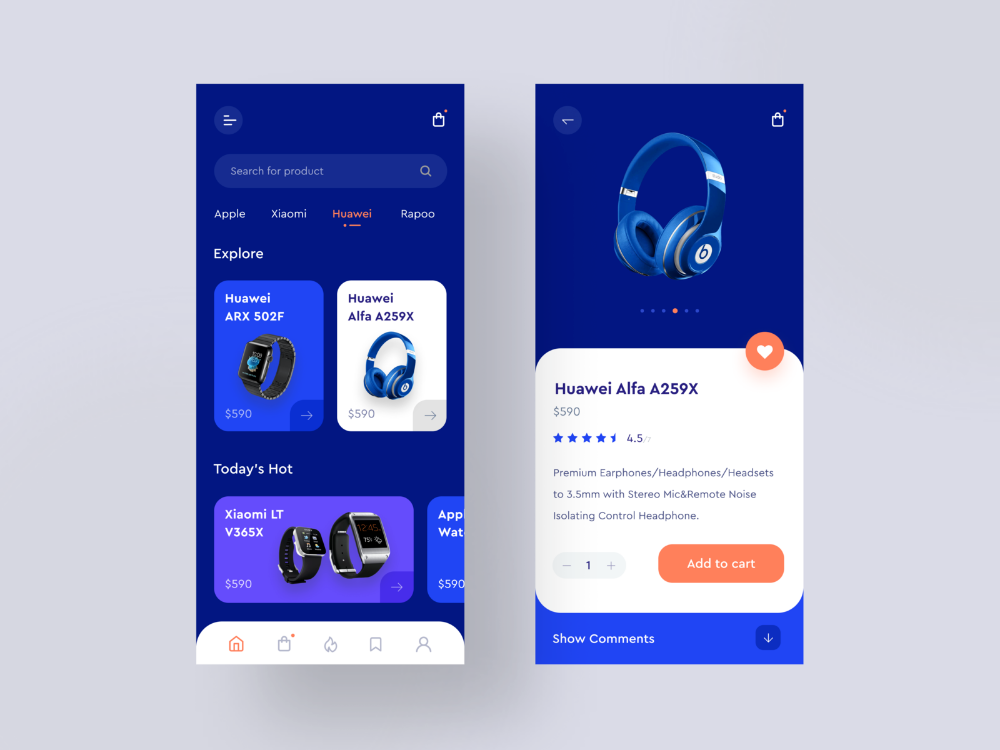 Search for product
Apple Xiaomi Huawei Rapoo
Explore
Huawei
ARX 502F
$590
Huawei
Alfa A259X
$590
Today's Hot
Xiaomi LT
V365X
$590
$590
Huawei Alfa A259X
$590
4.5
Premium Earphones/Headphones/Headsets
to 3.5mm with Stereo Mic&Remote Noise
Isolating Control Headphone.
1
Add to cart
Show Comments